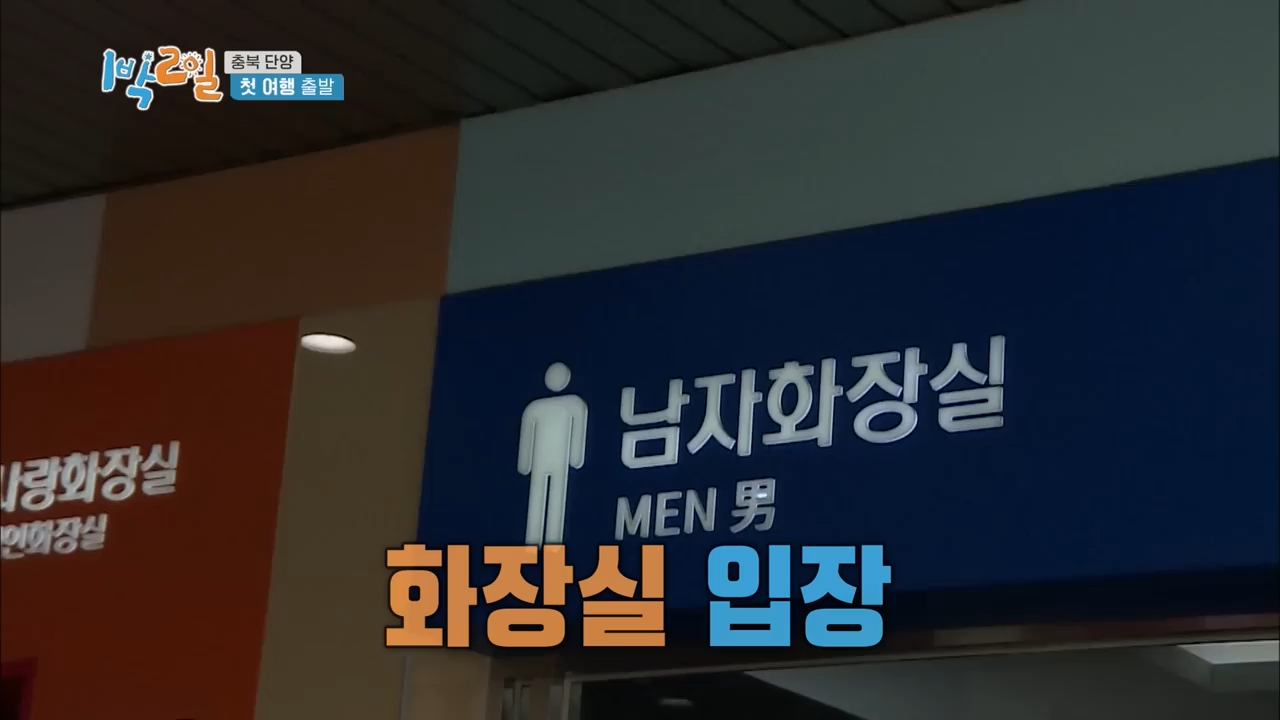 1박2일
충북 단양
첫 여행 출발
남자화장실
MEN 男
사랑화장실
인화장실
화장실 입장